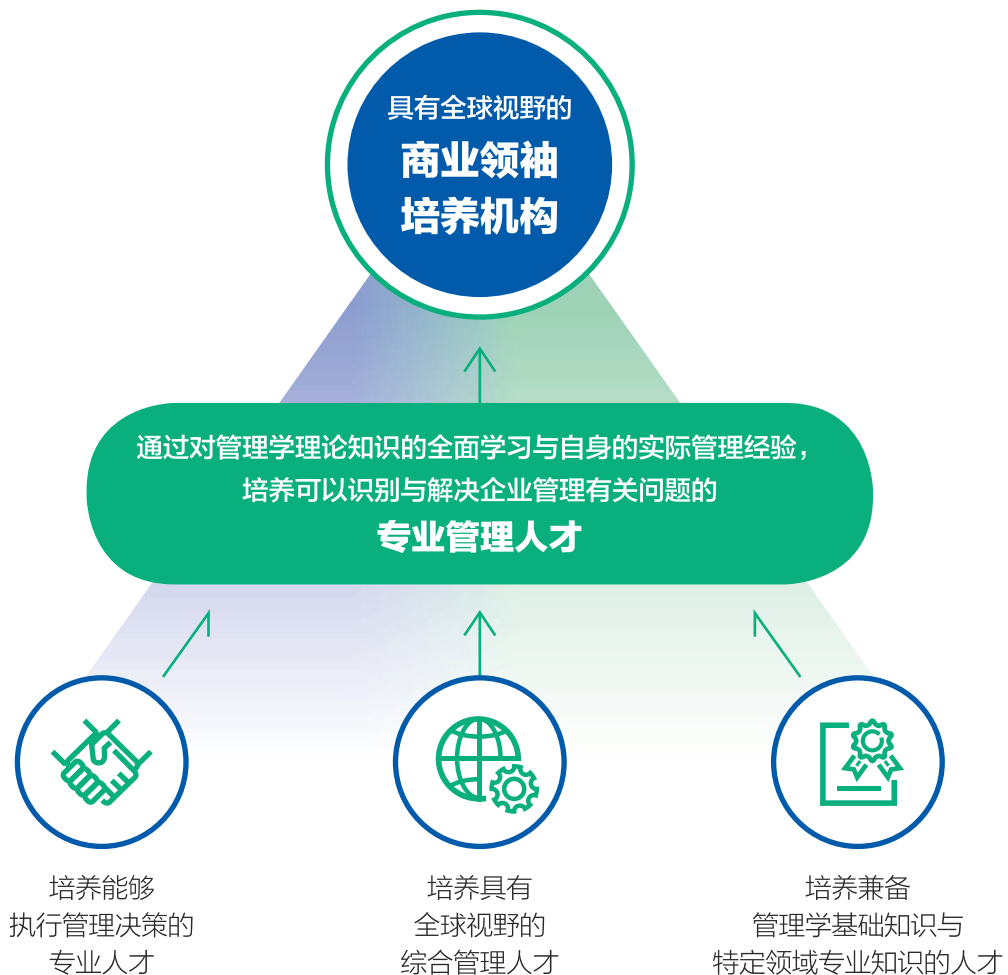 具有全球视野的
商业领袖
培养机构
通过对管理学理论知识的全面学习与自身的实际管理经验，
培养可以识别与解决企业管理有关问题的
专业管理人才
培养能够
执行管理决策的
专业人才
培养具有
全球视野的
综合管理人才
培养兼备
管理学基础知识与
特定领域专业知识的人才